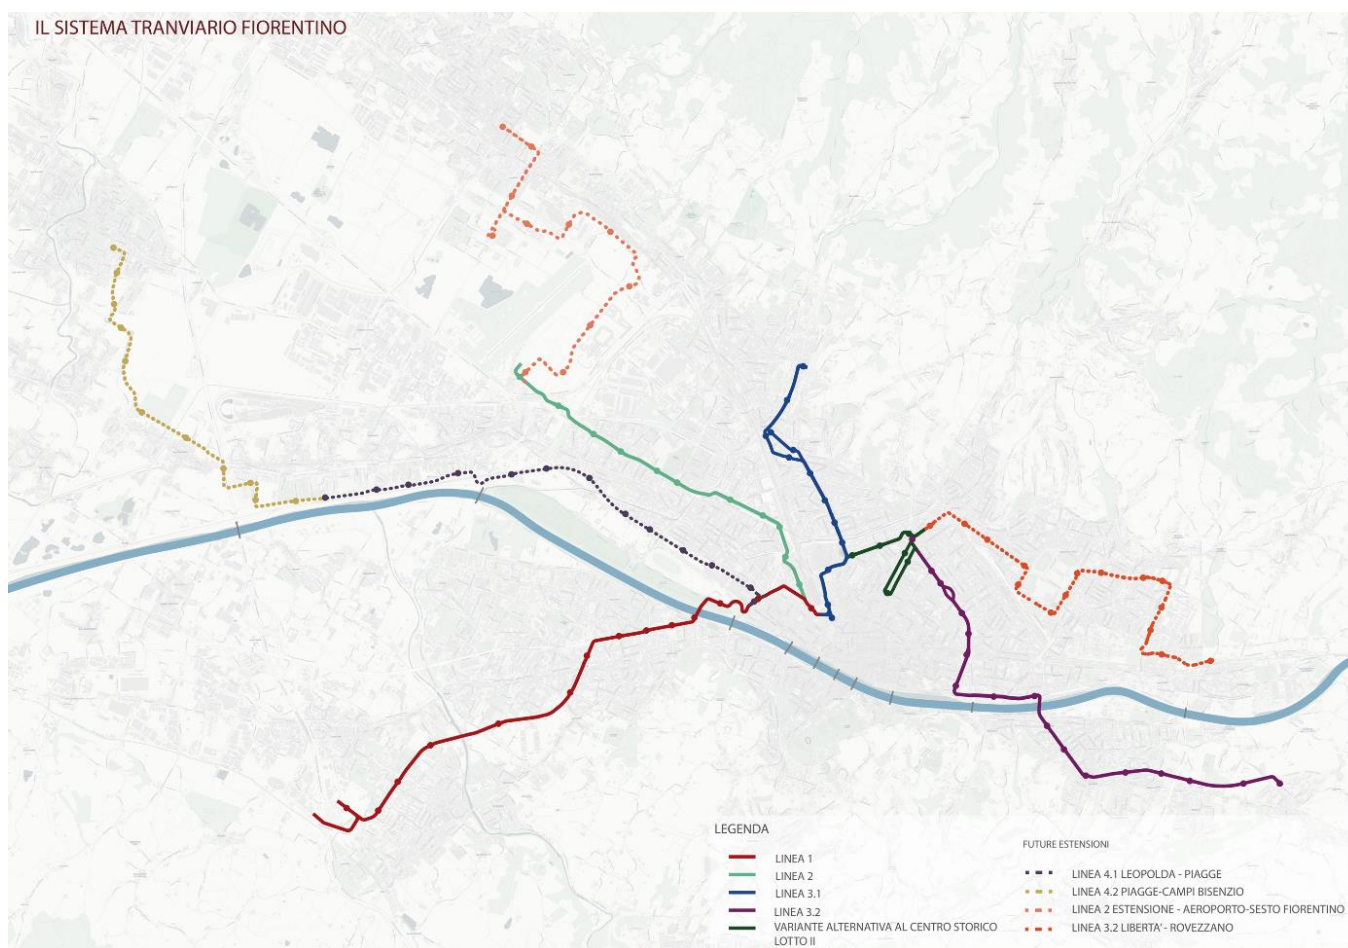 IL SISTEMA TRANVIARIO FIORENTINO
LEGENDA
LINEA 1
LINEA 2
LINEA 3.1
LINEA 3.2
VARIANTE ALTERNATIVA AL CENTRO STORICO
LOTTO II
FUTURE ESTENSIONI
LINEA 4.1 LEOPOLDA - PIAGGE
LINEA 4.2 PIAGGE-CAMPI BISENZIO
LINEA 2 ESTENSIONE - AEROPORTO-SESTO FIORENTINO
LINEA 3.2 LIBERTA' - ROVEZZANO